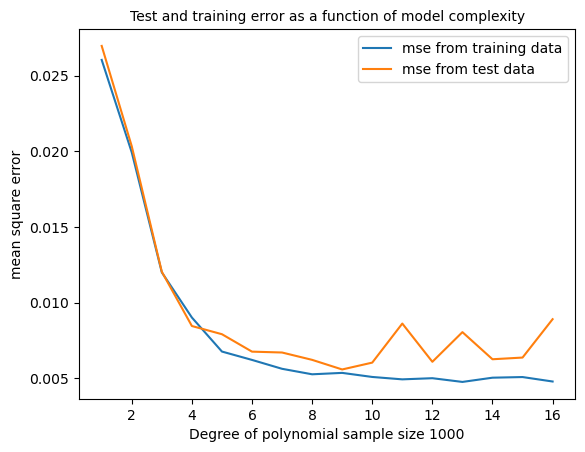 Test and training error as a function of model complexity
mse from training data
mse from test data
mean square error
0.025
0.020
0.015
0.010
0.005
2 4 6 8 10 12 14 16
Degree of polynomial sample size 1000